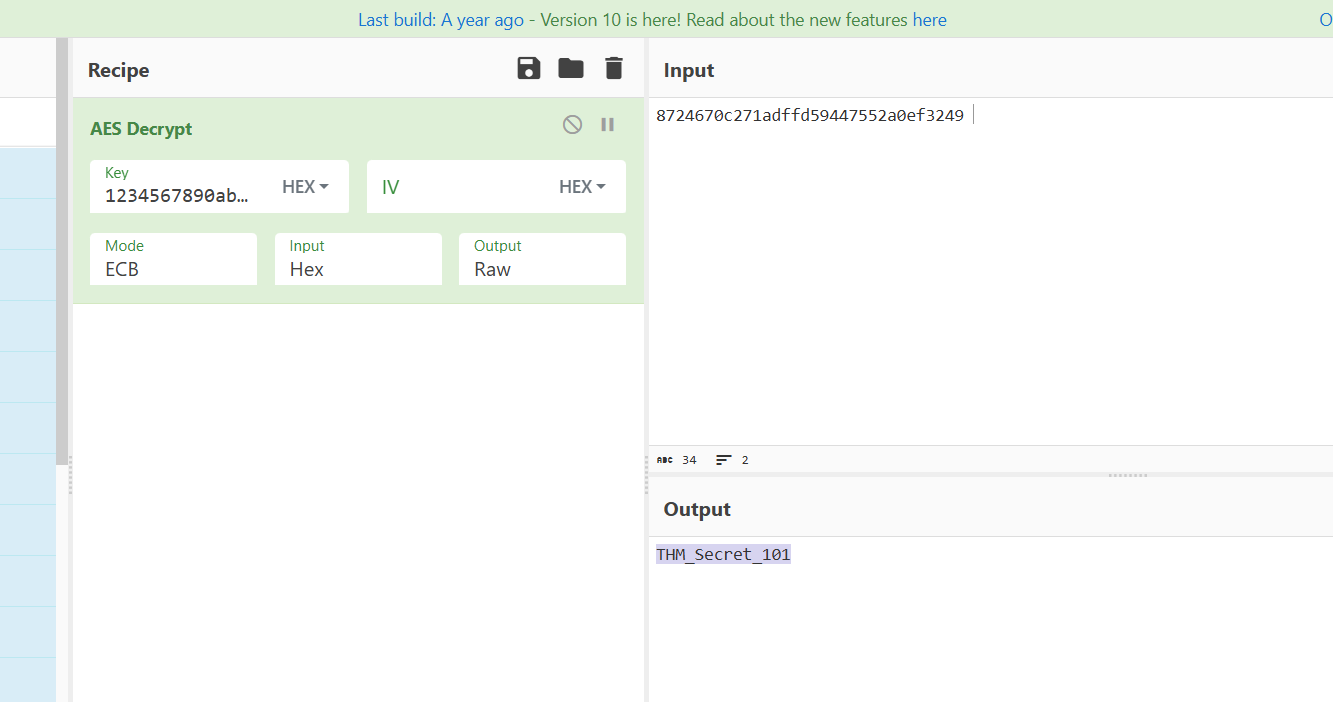 Last build: A year ago - Version 10 is here! Read about the new features here
Recipe
AES Decrypt
Key
1234567890ab…
HEX
IV
HEX
Mode
ECB
Input
Hex
Output
Raw
Input
8724670c271adffd59447552a0ef3249
ABC 34 2
Output
THM_Secret_101